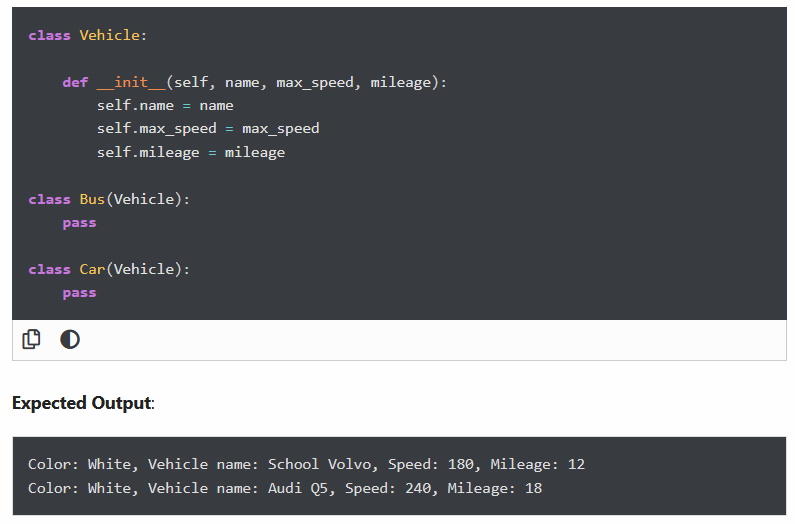 class Vehicle:
    def __init__(self, name, max_speed, mileage):
        self.name = name
        self.max_speed = max_speed
        self.mileage = mileage
class Bus(Vehicle):
    pass
class Car(Vehicle):
    pass
Expected Output:
Color: White, Vehicle name: School Volvo, Speed: 180, Mileage: 12
Color: White, Vehicle name: Audi Q5, Speed: 240, Mileage: 18